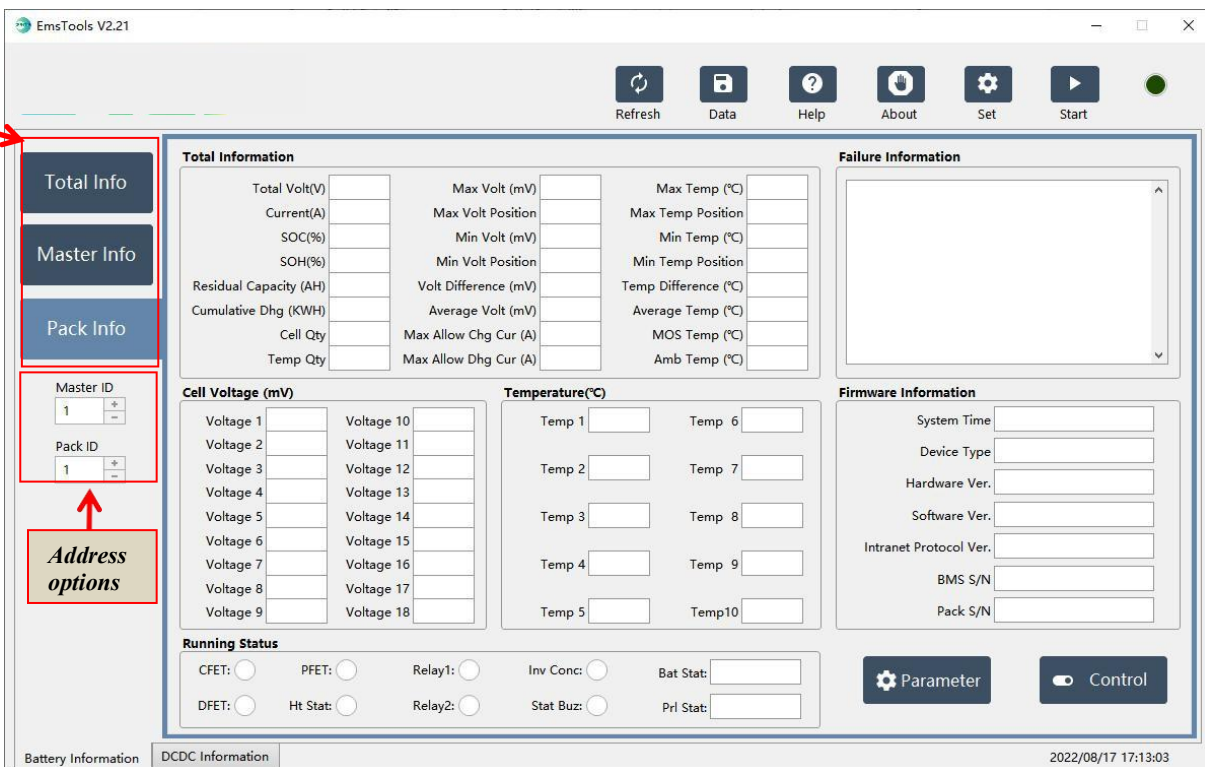 EmsTools V2.21
Refresh
Data
Help
About
Set
Start
Total Info
Master Info
Pack Info
Master ID
1
Pack ID
1
Address
options
Total Information
Total Volt(V)
Current(A)
SOC(%)
SOH(%)
Residual Capacity (AH)
Cumulative Dhg (KWH)
Cell Qty
Temp Qty
Max Volt (mV)
Max Volt Position
Min Volt (mV)
Min Volt Position
Volt Difference (mV)
Average Volt (mV)
Max Allow Chg Cur (A)
Max Allow Dhg Cur (A)
Max Temp (℃)
Max Temp Position
Min Temp (℃)
Min Temp Position
Temp Difference (℃)
Average Temp (℃)
MOS Temp (℃)
Amb Temp (℃)
Failure Information
Cell Voltage (mV)
Voltage 1
Voltage 2
Voltage 3
Voltage 4
Voltage 5
Voltage 6
Voltage 7
Voltage 8
Voltage 9
Voltage 10
Voltage 11
Voltage 12
Voltage 13
Voltage 14
Voltage 15
Voltage 16
Voltage 17
Voltage 18
Temperature(℃)
Temp 1
Temp 2
Temp 3
Temp 4
Temp 5
Temp 6
Temp 7
Temp 8
Temp 9
Temp10
Firmware Information
System Time
Device Type
Hardware Ver.
Software Ver.
Intranet Protocol Ver.
BMS S/N
Pack S/N
Running Status
CFET:
PFET:
Relay1:
Inv Conc:
Bat Stat:
DFET:
Ht Stat:
Relay2:
Stat Buz:
Prl Stat:
Parameter
Control
Battery Information
DCDC Information
2022/08/17 17:13:03